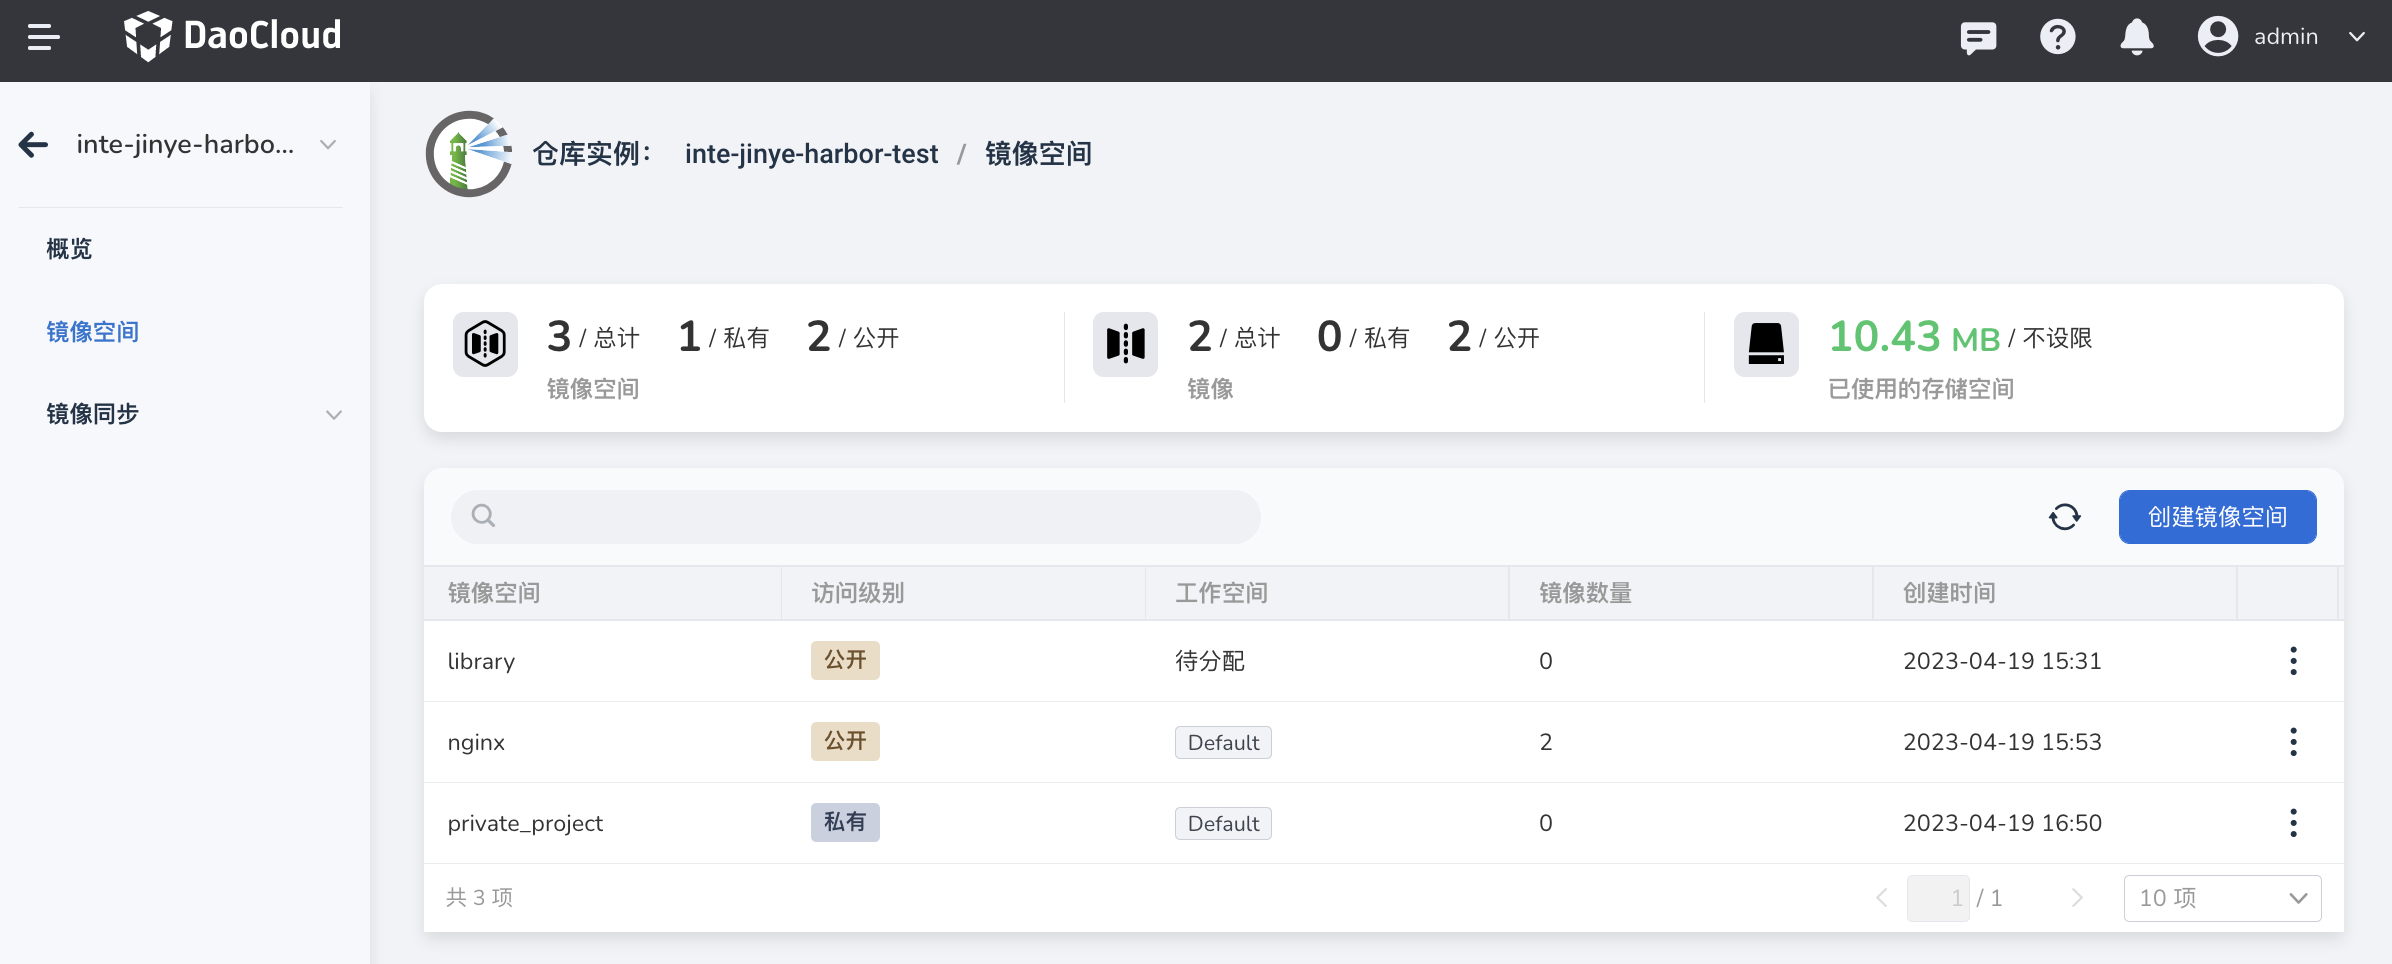 DaoCloud
admin
inte-jinye-harbo...
概览
镜像空间
镜像同步
仓库实例： inte-jinye-harbor-test / 镜像空间
3 / 总计 1 / 私有 2 / 公开
镜像空间
2 / 总计 0 / 私有 2 / 公开
镜像
10.43 MB / 不设限
已使用的存储空间
创建镜像空间
镜像空间 访问级别 工作空间 镜像数量 创建时间
library 公开 待分配 0 2023-04-19 15:31
nginx 公开 Default 2 2023-04-19 15:53
private_project 私有 Default 0 2023-04-19 16:50
共 3 项 1 / 1 10 项